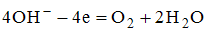 4OH⁻ − 4e = O₂ + 2H₂O